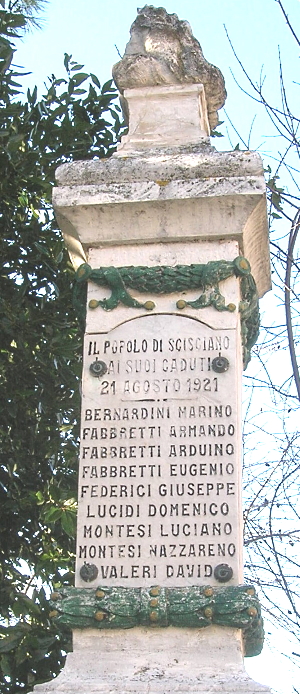 IL POPOLO DI SCISCIANO
AI SUOI CADUTI
21 AGOSTO 1921
BERNARDINI MARINO
FABBRETTI ARMANDO
FABBRETTI ARDUINO
FABBRETTI EUGENIO
FEDERICI GIUSEPPE
LUCIDI DOMENICO
MONTESI LUCIANO
MONTESI NAZZARENO
VALERI DAVID